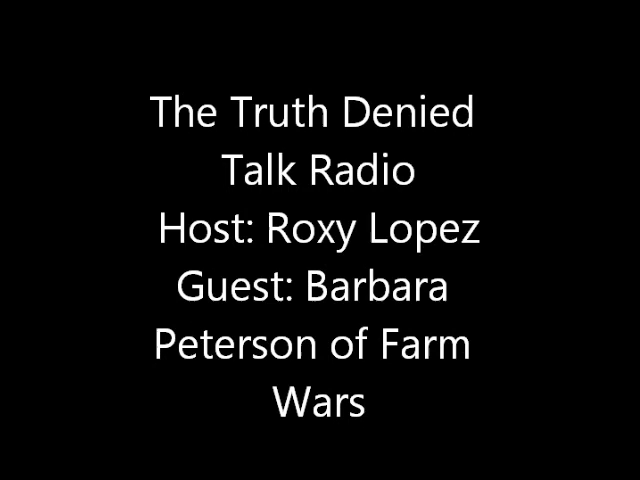 The Truth Denied
Talk Radio
Host: Roxy Lopez
Guest: Barbara
Peterson of Farm
Wars